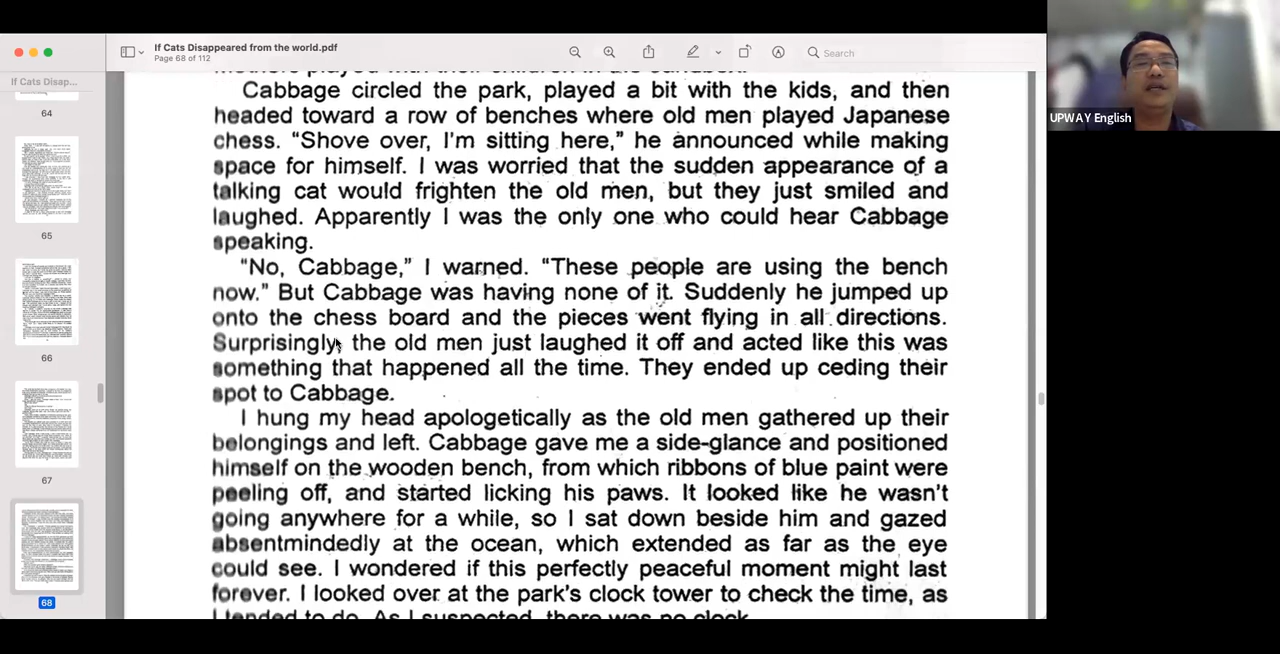 If Cats Disappeared from the world.pdf
Page 68 of 112
Search
If Cats Disap...
64
65
66
67
68
Cabbage circled the park, played a bit with the kids, and then
headed toward a row of benches where old men played Japanese
chess. “Shove over, I’m sitting here,” he announced while making
space for himself. I was worried that the sudden appearance of a
talking cat would frighten the old men, but they just smiled and
laughed. Apparently I was the only one who could hear Cabbage
speaking.
“No, Cabbage,” I warned. “These people are using the bench
now.” But Cabbage was having none of it. Suddenly he jumped up
onto the chess board and the pieces went flying in all directions.
Surprisingly, the old men just laughed it off and acted like this was
something that happened all the time. They ended up ceding their
spot to Cabbage.
I hung my head apologetically as the old men gathered up their
belongings and left. Cabbage gave me a side-glance and positioned
himself on the wooden bench, from which ribbons of blue paint were
peeling off, and started licking his paws. It looked like he wasn’t
going anywhere for a while, so I sat down beside him and gazed
absentmindedly at the ocean, which extended as far as the eye
could see. I wondered if this perfectly peaceful moment might last
forever. I looked over at the park’s clock tower to check the time, as
I tended to do. As I suspected, there was no clock.
UPWAY English